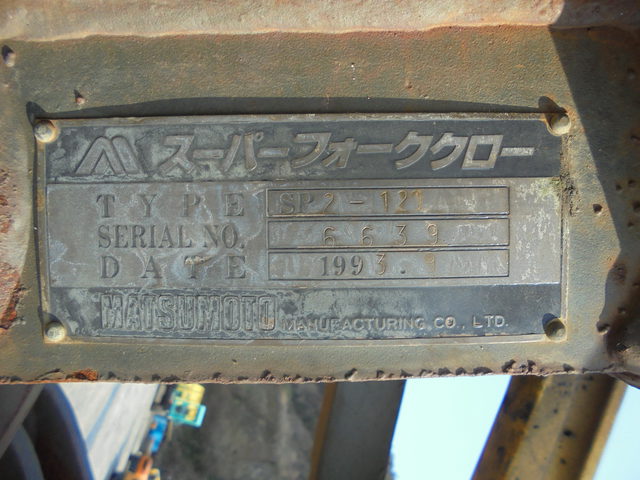 スーパーフォーククロー
TYPE SP2-121
SERIAL NO. 6639
DATE 1993.9
MATSUMOTO MANUFACTURING CO., LTD.